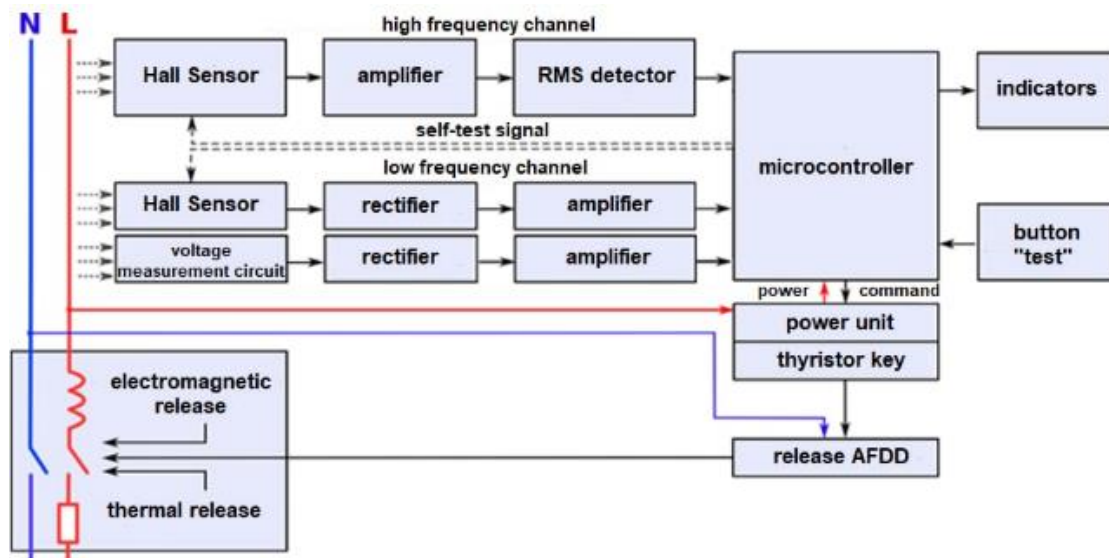 N L
high frequency channel
Hall Sensor
amplifier
RMS detector
indicators
self-test signal
microcontroller
low frequency channel
Hall Sensor
rectifier
amplifier
voltage
measurement circuit
rectifier
amplifier
button
"test"
power
command
power unit
thyristor key
electromagnetic
release
release AFDD
thermal release